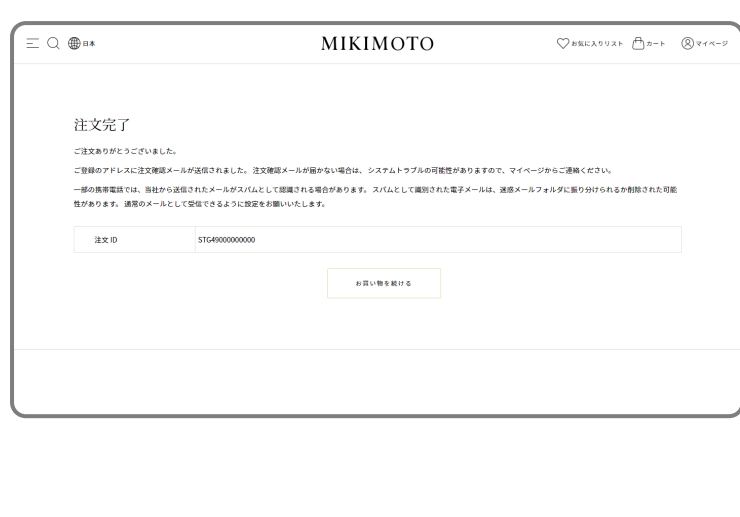 日本
MIKIMOTO
お気に入りリスト
カート
マイページ
注文完了
ご注文ありがとうございました。
ご登録のアドレスに注文確認メールが送信されました。 注文確認メールが届かない場合は、 システムトラブルの可能性がありますので、マイページからご連絡ください。
一部の携帯電話では、当社から送信されたメールがスパムとして認識される場合があります。 スパムとして識別された電子メールは、迷惑メールフォルダに振り分けられるか削除された可能
性があります。 通常のメールとして受信できるように設定をお願いいたします。
注文 ID
STG49000000000
お買い物を続ける